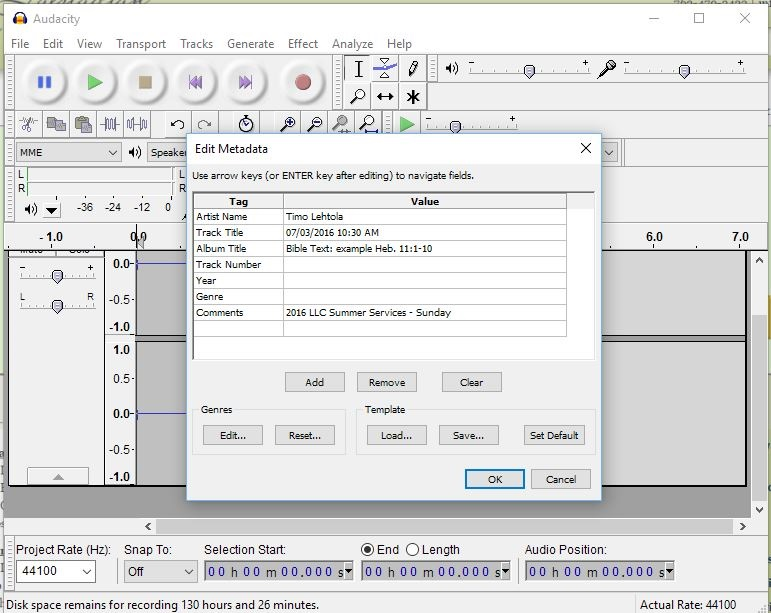 Audacity
File Edit View Transport Tracks Generate Effect Analyze Help
MME Speake
L
R
L
R
-36 -24 -12 0
Edit Metadata
Use arrow keys (or ENTER key after editing) to navigate fields.
Tag Value
Artist Name Timo Lehtola
Track Title 07/03/2016 10:30 AM
Album Title Bible Text: example Heb. 11:1-10
Track Number
Year
Genre
Comments 2016 LLC Summer Services - Sunday
Add Remove Clear
Genres Template
Edit... Reset... Load... Save... Set Default
OK Cancel
- 1.0 0.0 6.0 7.0
0.0-
-0.5-
-1.0
1.0
0.5-
0.0-
-0.5-
-1.0
L R
Project Rate (Hz): Snap To: Selection Start: End Length Audio Position:
44100 Off 00 h 00 m 00.000 s 00 h 00 m 00.000 s 00 h 00 m 00.000 s
Disk space remains for recording 130 hours and 26 minutes. Actual Rate: 44100